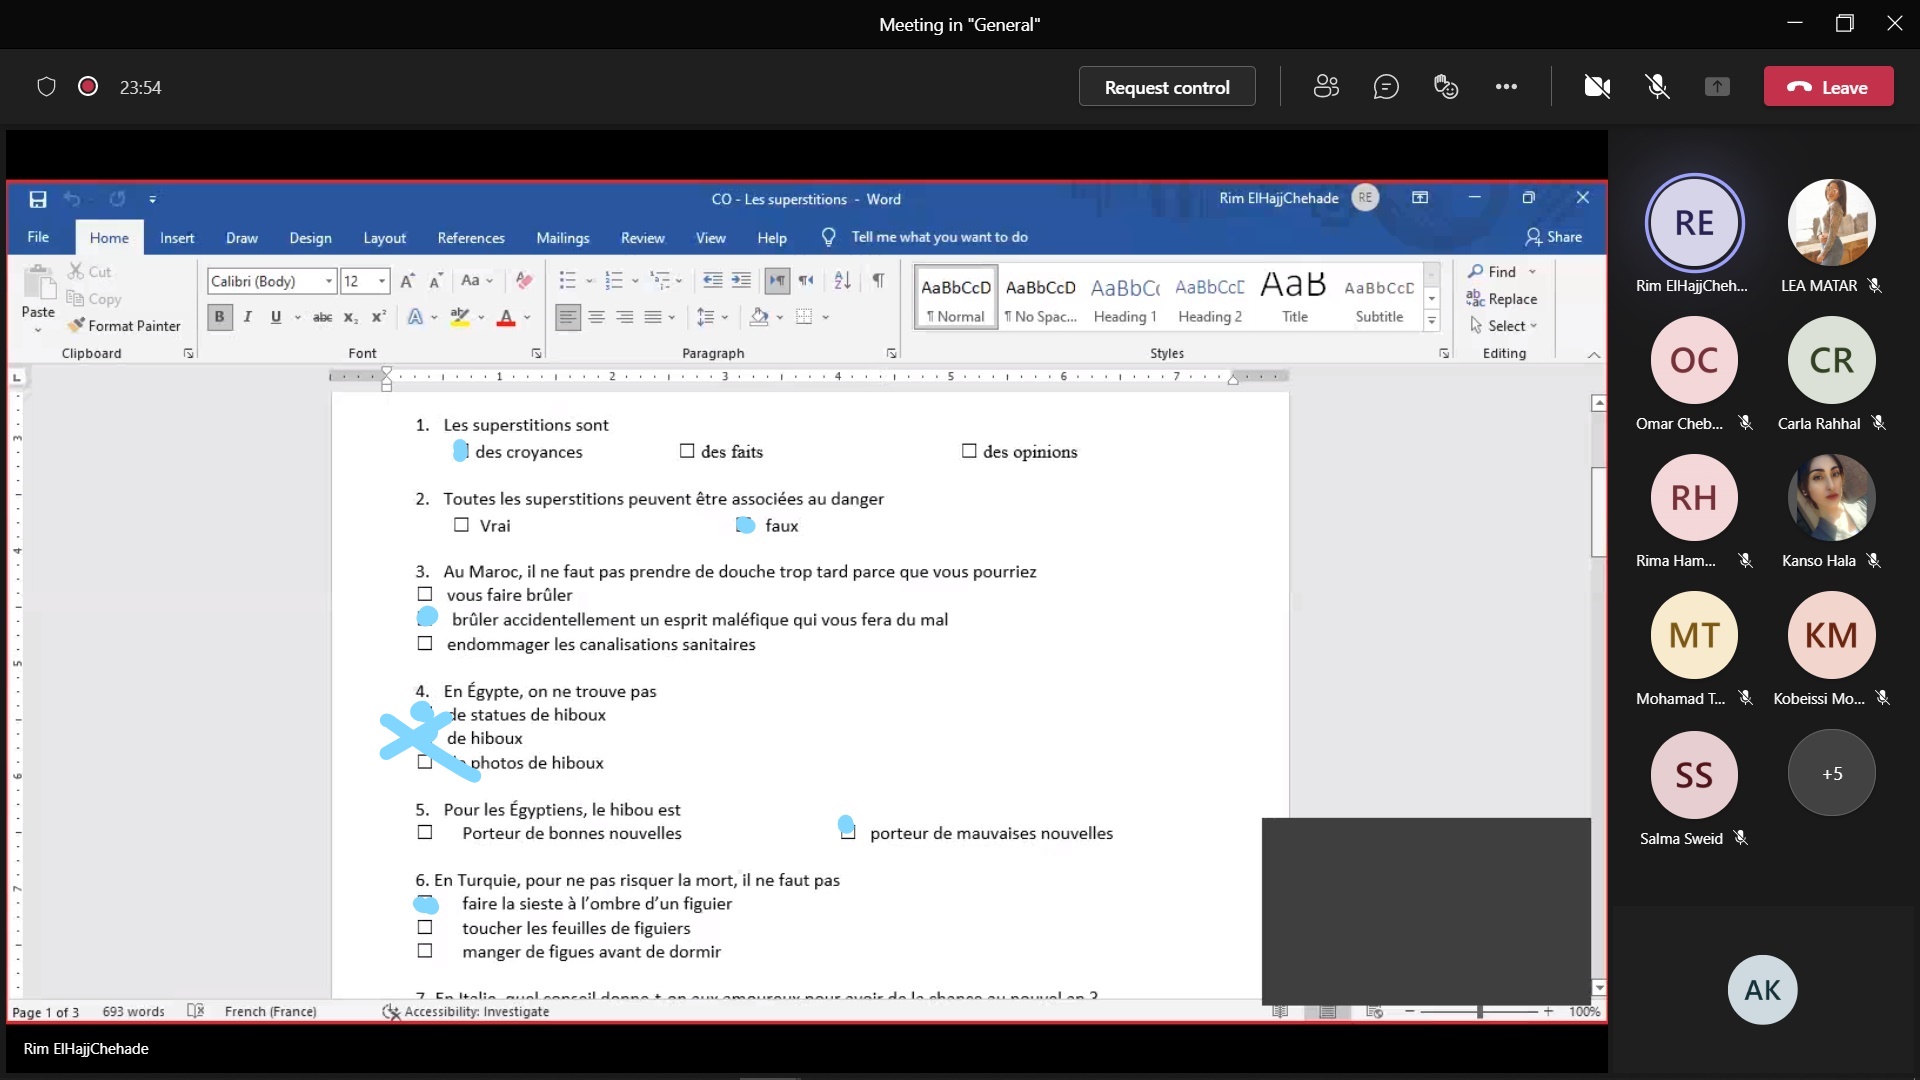 Meeting in "General"
23:54
Request control
Leave
CO - Les superstitions - Word
Rim ElHajjChehade
RE
File Home Insert Draw Design Layout References Mailings Review View Help Tell me what you want to do
Share
Paste
Cut
Copy
Format Painter
Clipboard
Calibri (Body) 12
Font
Paragraph
AaBbCcD AaBbCcD AaBbC AaBbCcE AaB AaBbCcD
¶ Normal ¶ No Spac... Heading 1 Heading 2 Title Subtitle
Styles
Find
Replace
Select
Editing
1 2 3 4 5 6 7
1. Les superstitions sont
des croyances des faits des opinions
2. Toutes les superstitions peuvent être associées au danger
Vrai faux
3. Au Maroc, il ne faut pas prendre de douche trop tard parce que vous pourriez
vous faire brûler
brûler accidentellement un esprit maléfique qui vous fera du mal
endommager les canalisations sanitaires
4. En Égypte, on ne trouve pas
de statues de hiboux
de hiboux
photos de hiboux
5. Pour les Égyptiens, le hibou est
Porteur de bonnes nouvelles porteur de mauvaises nouvelles
6. En Turquie, pour ne pas risquer la mort, il ne faut pas
faire la sieste à l’ombre d’un figuier
toucher les feuilles de figuiers
manger de figues avant de dormir
7. En Italie, quel conseil donne-t-on aux amoureux pour avoir de la chance au nouvel an ?
Page 1 of 3 693 words French (France) Accessibility: Investigate
100%
Rim ElHajjChehade
RE
Rim ElHajjCheh... LEA MATAR
OC CR
Omar Cheb... Carla Rahhal
RH
Rima Ham... Kanso Hala
MT KM
Mohamad T... Kobeissi Mo...
SS +5
Salma Sweid
AK